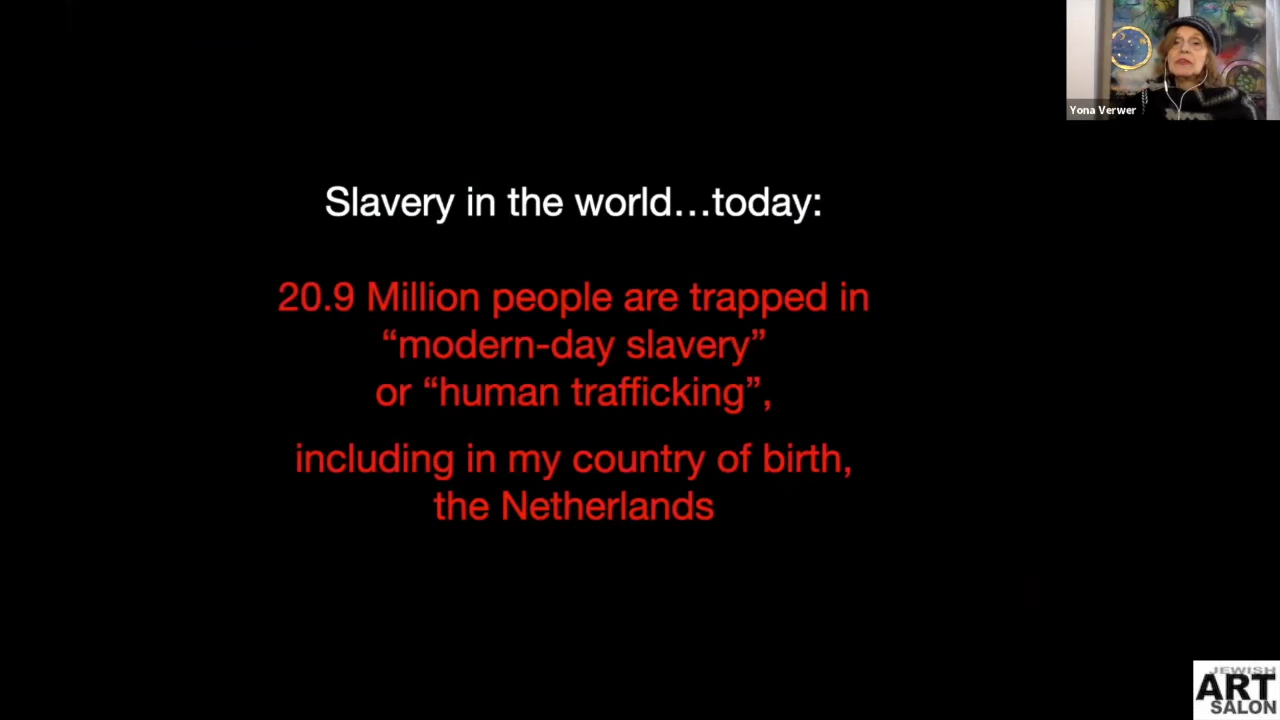 Yona Verwer
Slavery in the world…today:
20.9 Million people are trapped in
“modern-day slavery”
or “human trafficking”,
including in my country of birth,
the Netherlands
JEWISH
ART
SALON